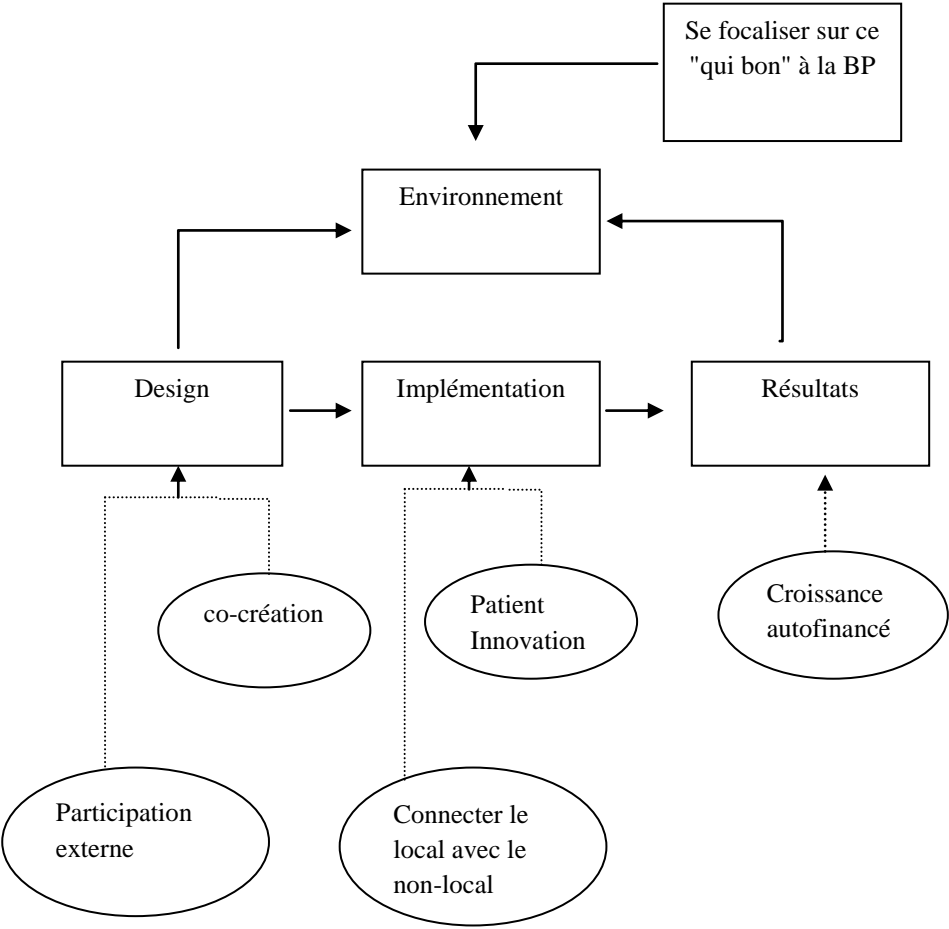 Se focaliser sur ce
"qui bon" à la BP
Environnement
Design
Implémentation
Résultats
co-création
Patient
Innovation
Croissance
autofinancé
Participation
externe
Connecter le
local avec le
non-local